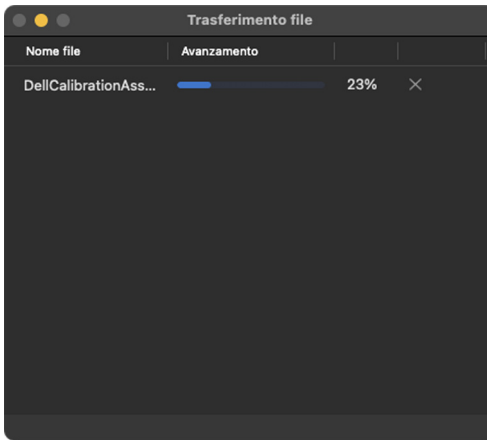 Trasferimento file
Nome file Avanzamento
DellCalibrationAss... 23%